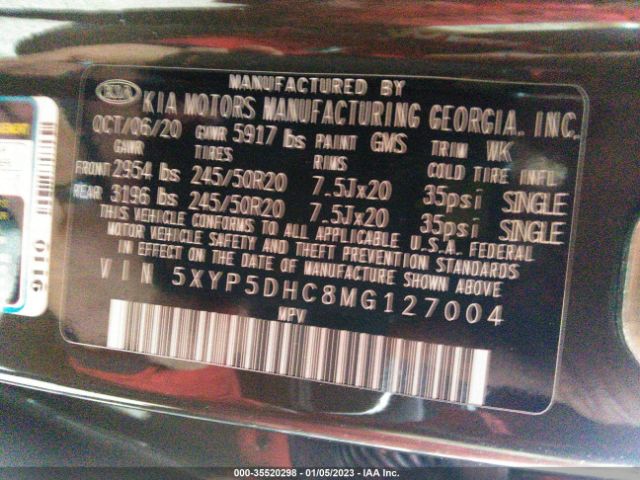 MANUFACTURED BY
KIA KIA MOTORS MANUFACTURING GEORGIA. INC.
OCT/06/20 GVWR 5917 lbs PAINT GMS TRIM WK
GAWR TIRES RIMS COLD TIRE INFL
FRONT 2954 lbs 245/50R20 7.5Jx20 35psi SINGLE
REAR 3196 lbs 245/50R20 7.5Jx20 35psi SINGLE
THIS VEHICLE CONFORMS TO ALL APPLICABLE U.S.A. FEDERAL
MOTOR VEHICLE SAFETY AND THEFT PREVENTION STANDARDS
IN EFFECT ON THE DATE OF MANUFACTURE SHOWN ABOVE
VIN 5XYP5DHC8MG127004
MPV
0116
000-35520298 - 01/05/2023 - IAA Inc.